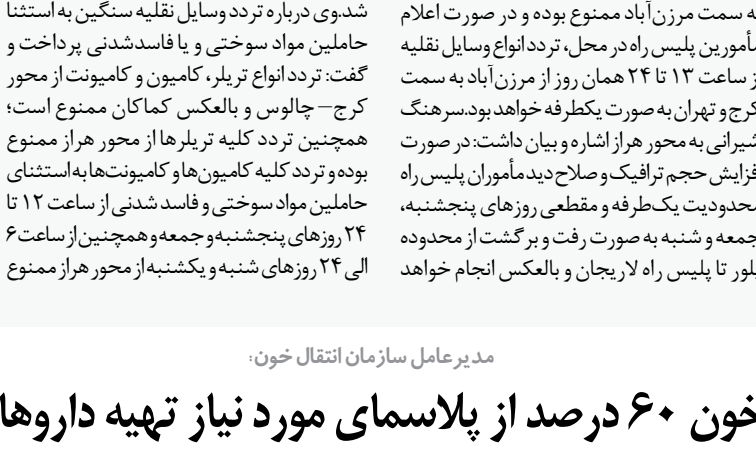 به سمت مرزن‌آباد ممنوع بوده و در صورت اعلام
مأمورین پلیس راه در محل، تردد انواع وسایل نقلیه
از ساعت ۱۳ تا ۲۴ همان روز از مرزن‌آباد به سمت
کرج و تهران به صورت یکطرفه خواهد بود. سرهنگ
شیرانی به محور هراز اشاره و بیان داشت: در صورت
افزایش حجم ترافیک و صلاح‌دید مأموران پلیس راه
محدودیت یک‌طرفه و مقطعی روزهای پنجشنبه،
جمعه و شنبه به صورت رفت و برگشت از محدوده
پلور تا پلیس راه لاریجان و بالعکس انجام خواهد
شد.وی درباره تردد وسایل نقلیه سنگین به استثنا
حاملین مواد سوختی و یا فاسدشدنی پرداخت و
گفت: تردد انواع تریلر، کامیون و کامیونت از محور
کرج – چالوس و بالعکس کماکان ممنوع است؛
همچنین تردد کلیه تریلرها از محور هراز ممنوع
بوده و تردد کلیه کامیون‌ها و کامیونت‌ها به استثنای
حاملین مواد سوختی و فاسد شدنی از ساعت ۱۲ تا
۲۴ روزهای پنجشنبه و جمعه و همچنین از ساعت ۶
الی ۲۴ روزهای شنبه و یکشنبه از محور هراز ممنوع
مدیرعامل سازمان انتقال خون:
خون ۶۰ درصد از پلاسمای مورد نیاز تهیه داروها